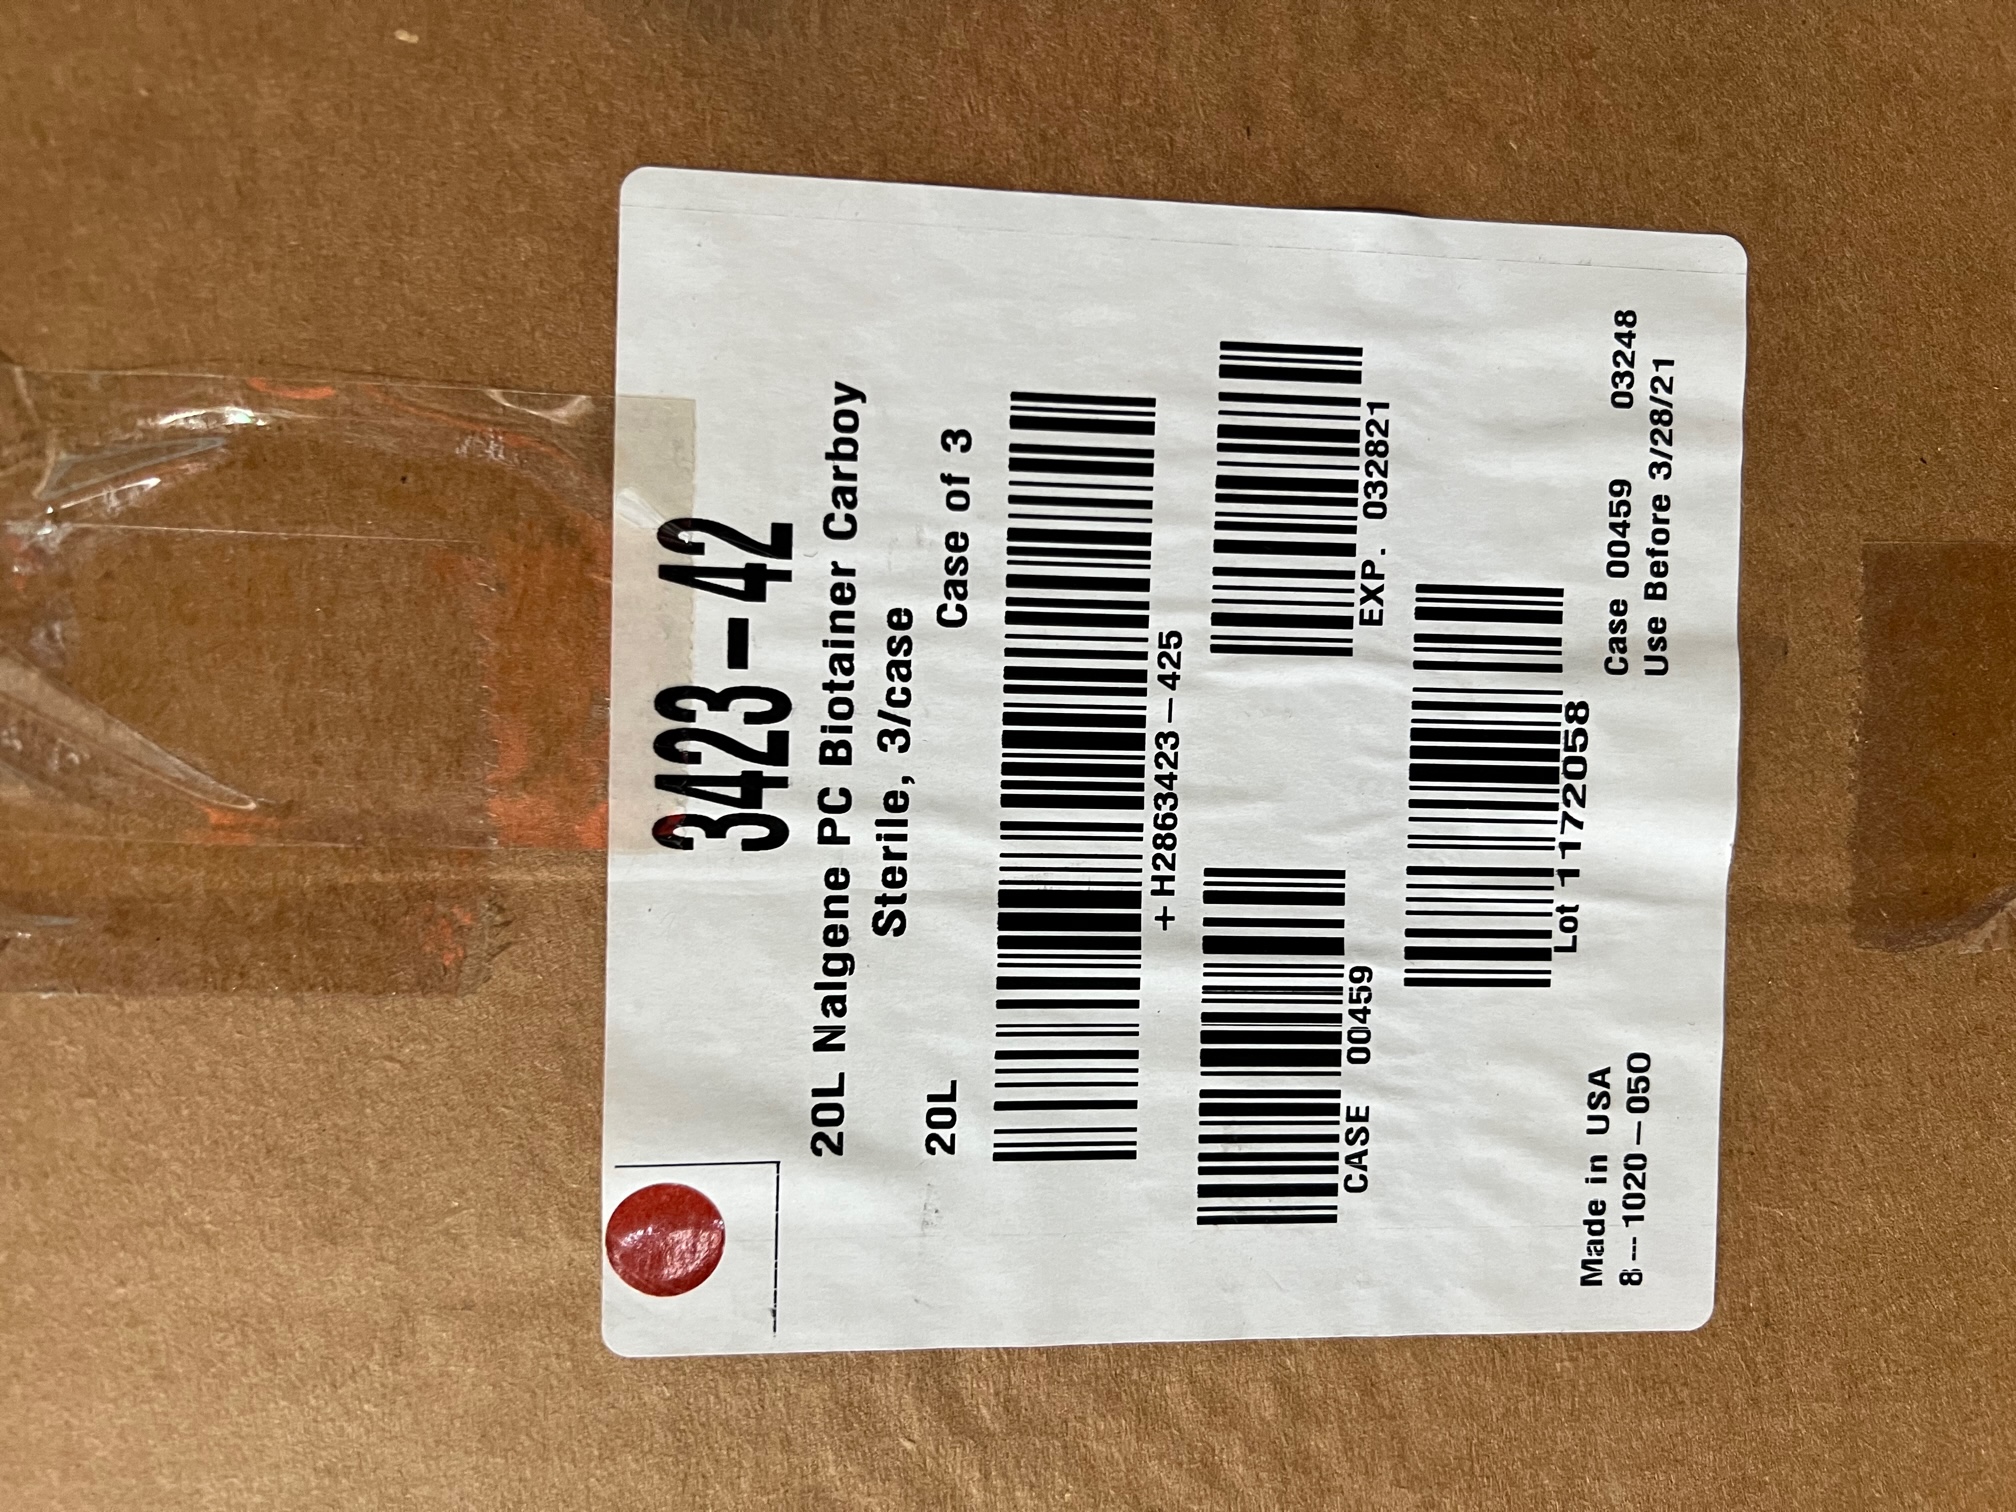 3423-42
20L Nalgene PC Biotainer Carboy
Sterile, 3/case
20L Case of 3
+H2863423-425
CASE 00459 EXP. 032821
Lot 1172058
Made in USA Case 00459 03248
8--1020-050 Use Before 3/28/21